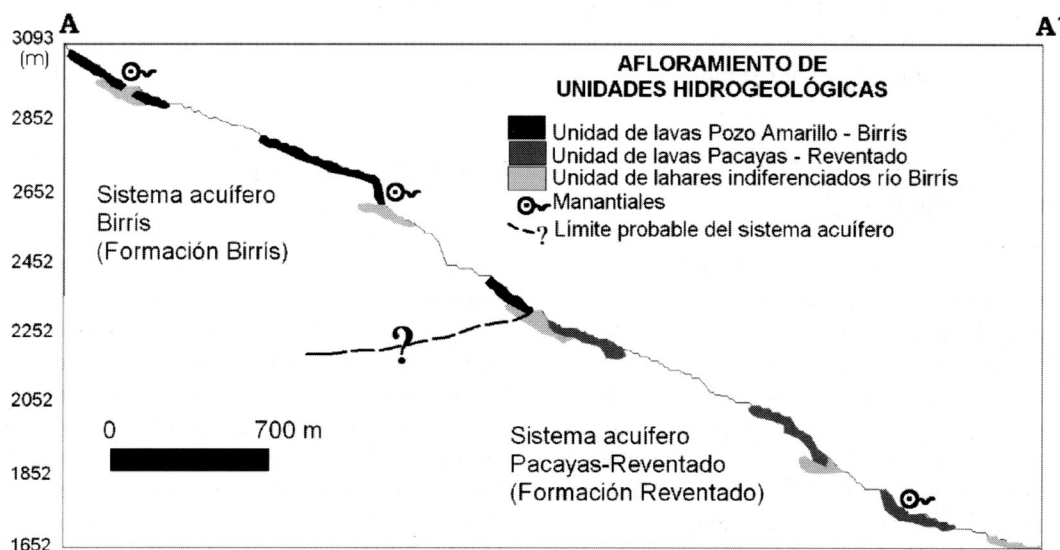 A
A'
3093
(m)
2852
2652
2452
2252
2052
1852
1652
AFLORAMIENTO DE
UNIDADES HIDROGEOLÓGICAS
Unidad de lavas Pozo Amarillo - Birrís
Unidad de lavas Pacayas - Reventado
Unidad de lahares indiferenciados río Birrís
Manantiales
? Límite probable del sistema acuífero
Sistema acuífero
Birrís
(Formación Birrís)
?
0 700 m
Sistema acuífero
Pacayas-Reventado
(Formación Reventado)